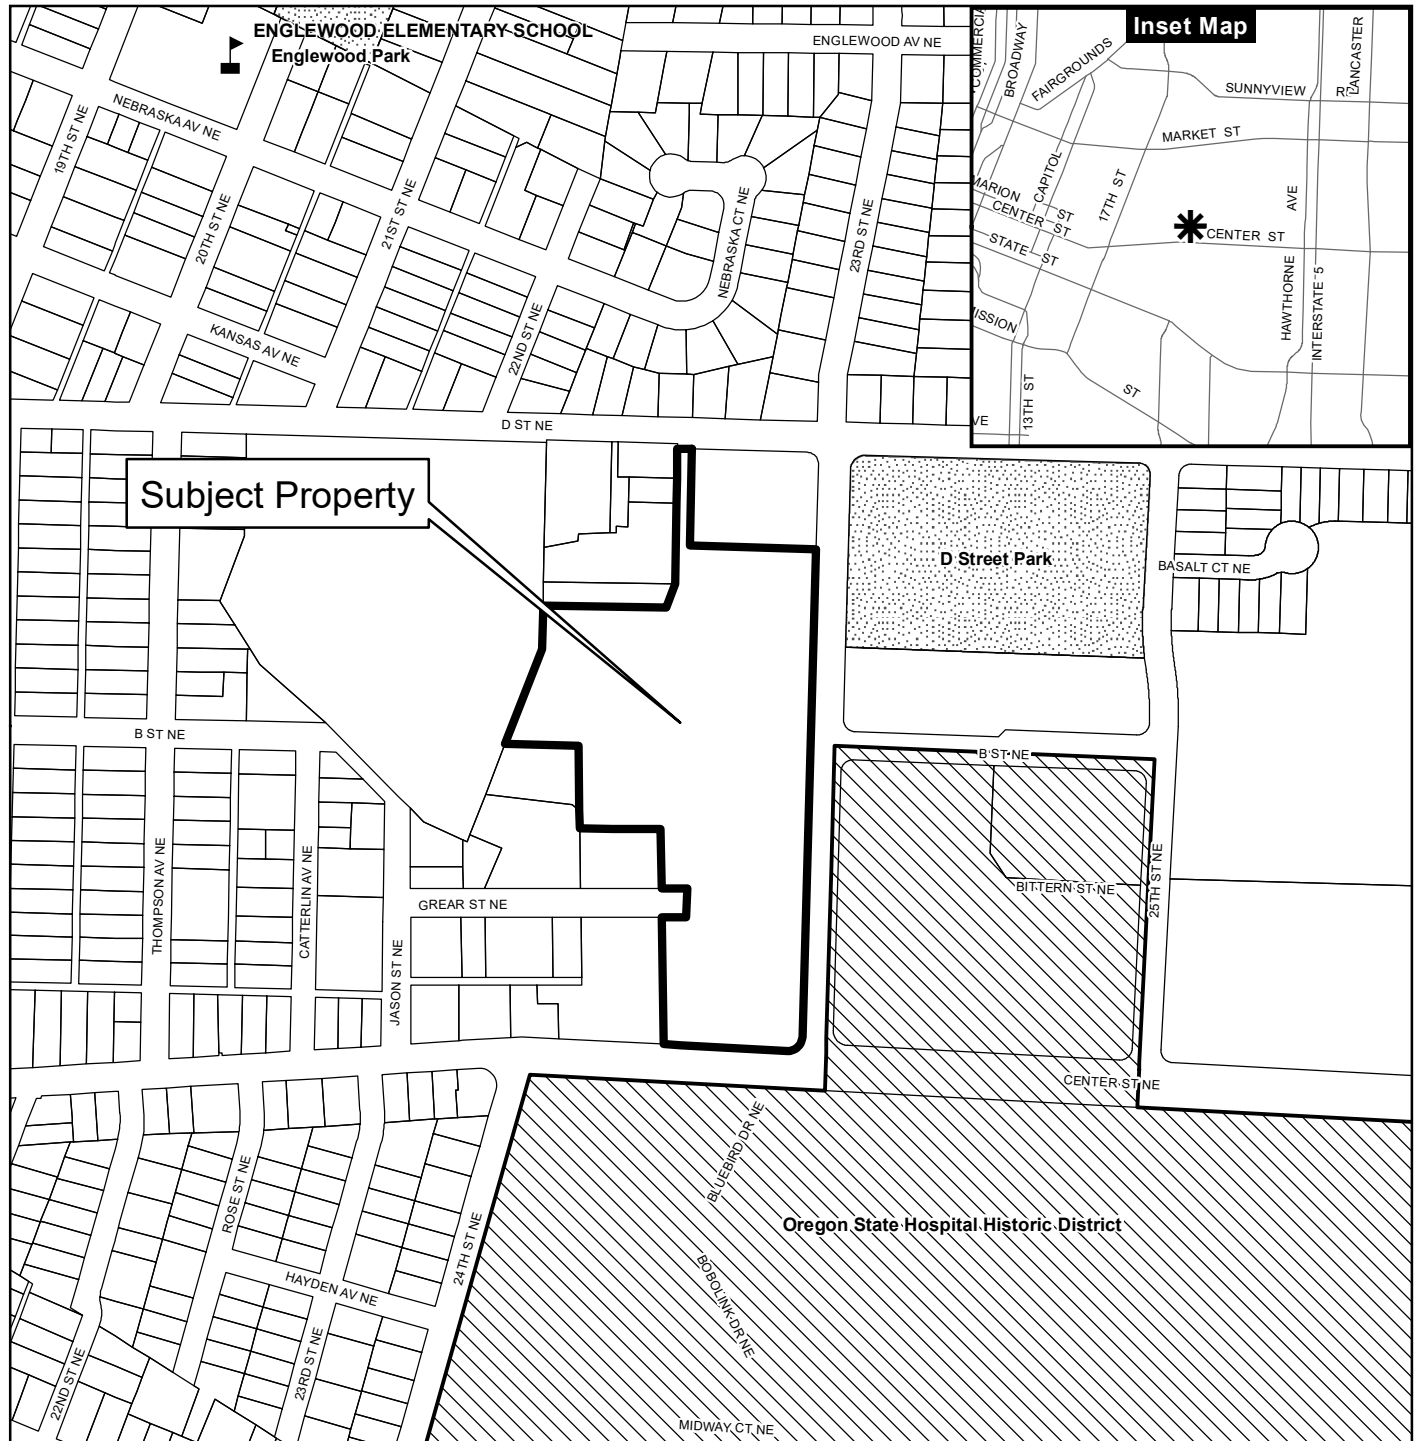 ENGLEWOOD ELEMENTARY SCHOOL
Englewood Park
ENGLEWOOD AV NE
NEBRASKA AV NE
19TH ST NE
20TH ST NE
21ST ST NE
22ND ST NE
NEBRASKA CT NE
23RD ST NE
KANSAS AV NE
D ST NE
Inset Map
COMMERCIA
BROADWAY
FAIRGROUNDS
SUNNYVIEW
LANCASTER
MARKET ST
CAPITOL
17TH ST
MARION ST
CENTER ST
STATE ST
CENTER ST
AVE
HAWTHORNE
INTERSTATE-5
ISSION
ST
13TH ST
VE
Subject Property
D Street Park
BASALT CT NE
B ST NE
B ST NE
BITTERN ST NE
25TH ST NE
THOMPSON AV NE
CATTERLIN AV NE
GREAR ST NE
JASON ST NE
CENTER ST NE
BLUEBIRD DR NE
ROSE ST NE
24TH ST NE
Oregon State Hospital Historic District
HAYDEN AV NE
BOBOLINK DR NE
22ND ST NE
23RD ST NE
MIDWAY CT NE